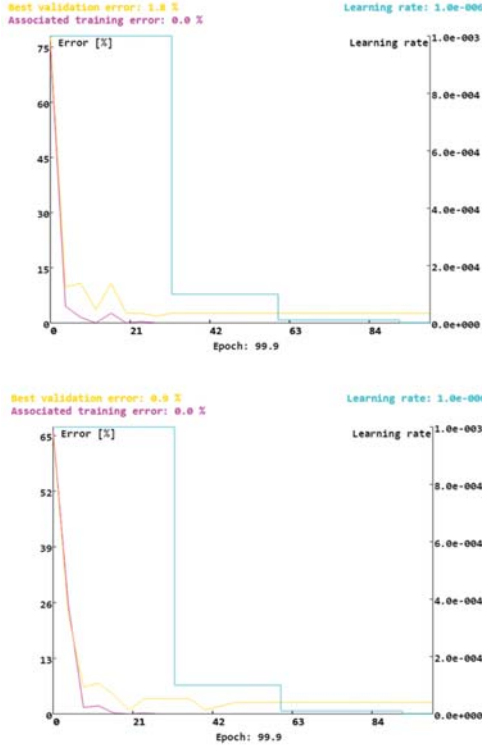 Best validation error: 1.8 % Learning rate: 1.0e-006
Associated training error: 0.0 %
Error [%] Learning rate
75 1.0e-003
60 8.0e-004
45 6.0e-004
30 4.0e-004
15 2.0e-004
0 0.0e+000
0 21 42 63 84
Epoch: 99.9
Best validation error: 0.9 % Learning rate: 1.0e-006
Associated training error: 0.0 %
Error [%] Learning rate
65 1.0e-003
52 8.0e-004
39 6.0e-004
26 4.0e-004
13 2.0e-004
0 0.0e+000
0 21 42 63 84
Epoch: 99.9